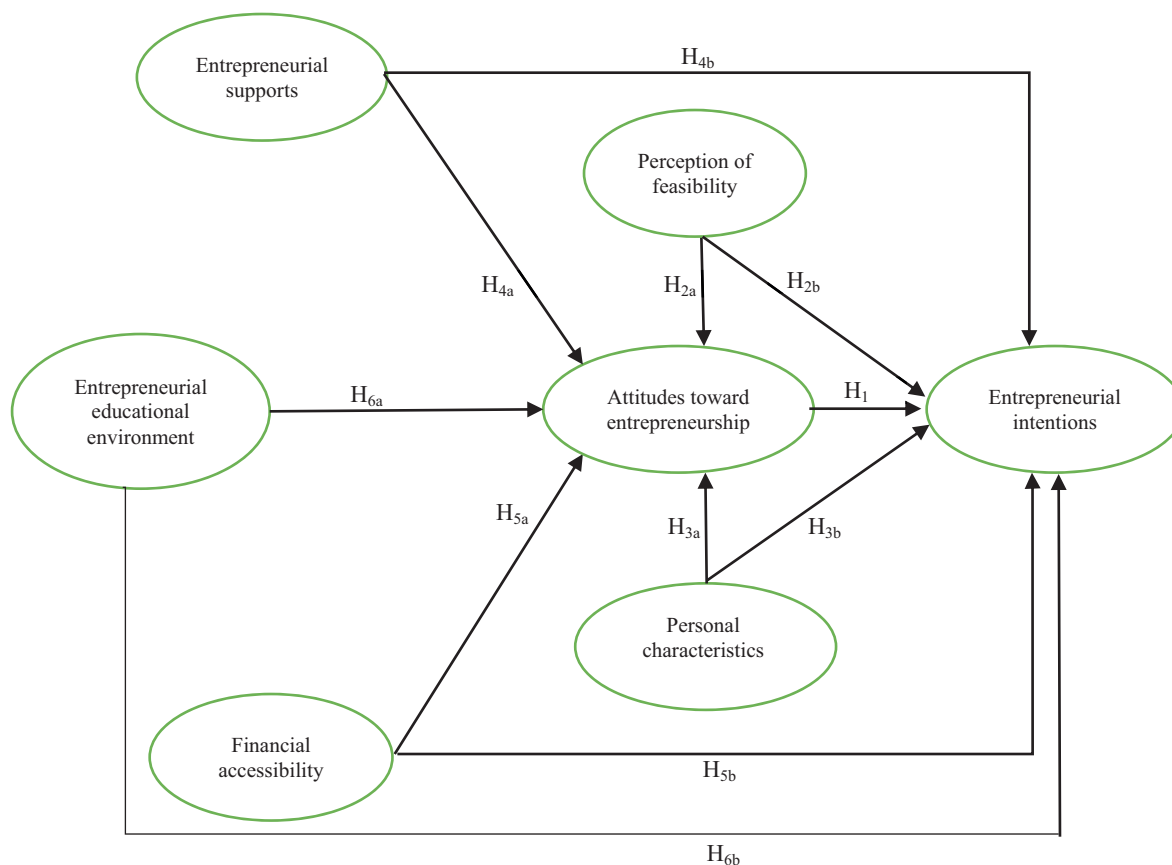 Entrepreneurial
supports
H4b
Perception of
feasibility
H4a
H2a
H2b
Entrepreneurial
educational
environment
H6a
Attitudes toward
entrepreneurship
H1
Entrepreneurial
intentions
H5a
H3a
H3b
Personal
characteristics
Financial
accessibility
H5b
H6b